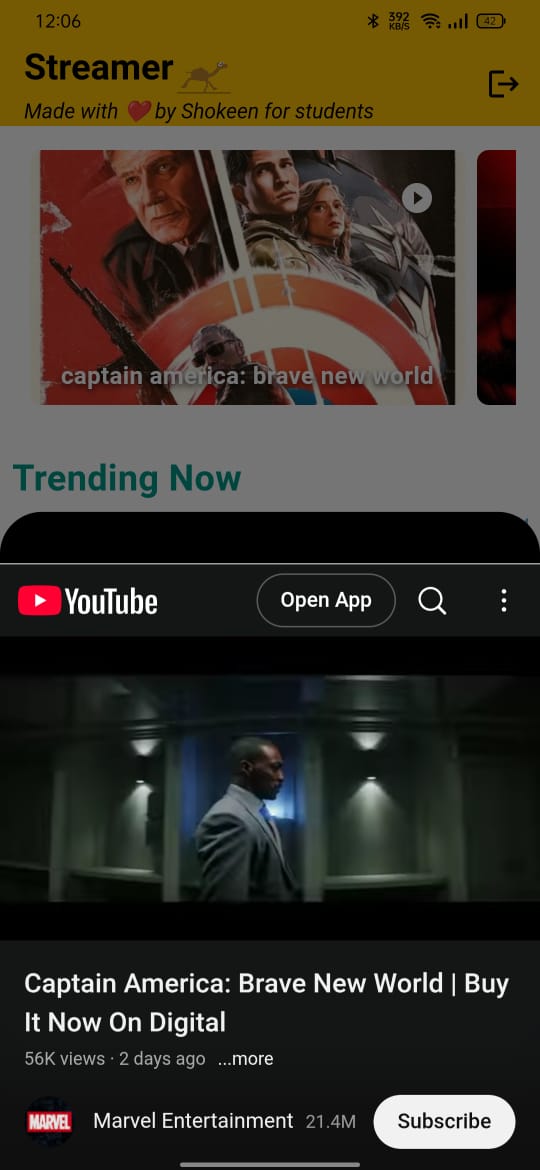 12:06
392
KB/S
42
Streamer
Made with ❤️ by Shokeen for students
captain america: brave new world
Trending Now
YouTube
Open App
Captain America: Brave New World | Buy
It Now On Digital
56K views · 2 days ago ...more
MARVEL
Marvel Entertainment 21.4M
Subscribe